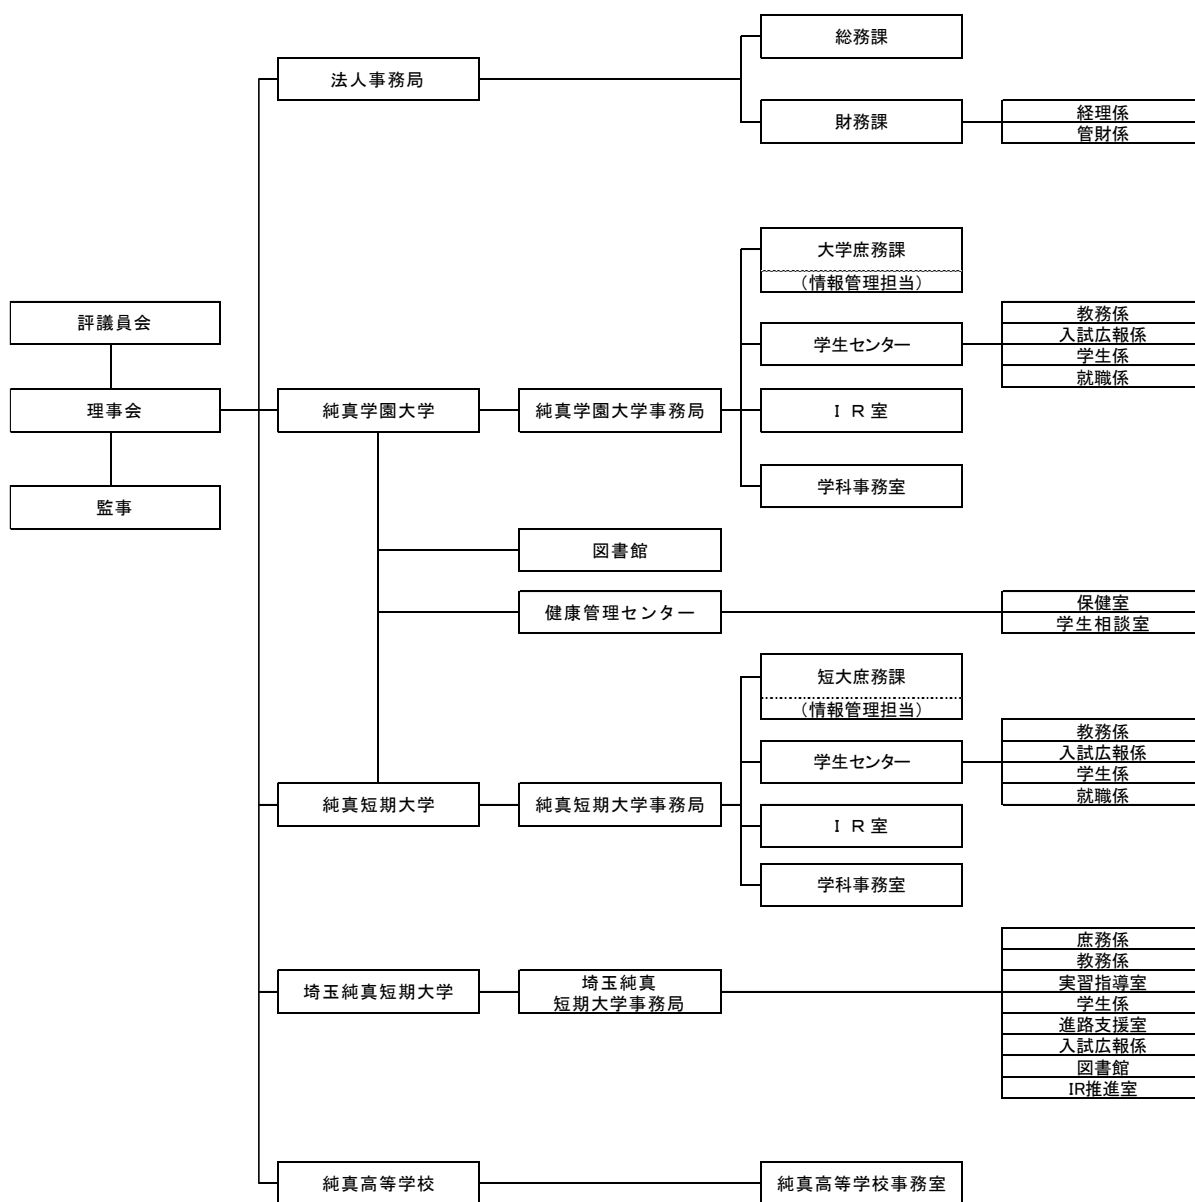 総務課
法人事務局
財務課
経理係
管財係
大学庶務課
（情報管理担当）
評議員会
学生センター
教務係
入試広報係
学生係
就職係
理事会
純真学園大学
純真学園大学事務局
ＩＲ室
監事
学科事務室
図書館
健康管理センター
保健室
学生相談室
短大庶務課
（情報管理担当）
学生センター
教務係
入試広報係
学生係
就職係
純真短期大学
純真短期大学事務局
ＩＲ室
学科事務室
埼玉純真短期大学
埼玉純真
短期大学事務局
庶務係
教務係
実習指導室
学生係
進路支援室
入試広報係
図書館
IR推進室
純真高等学校
純真高等学校事務室